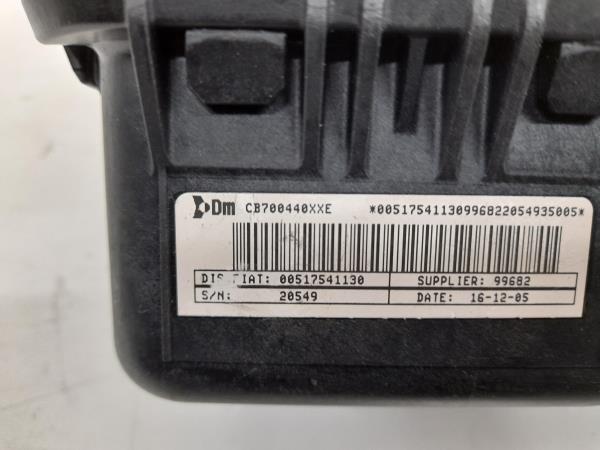 Dm CB700440XXE *00517541130996822054935005*
DIS.FIAT: 00517541130 SUPPLIER: 99682
S/N: 20549 DATE: 16-12-05